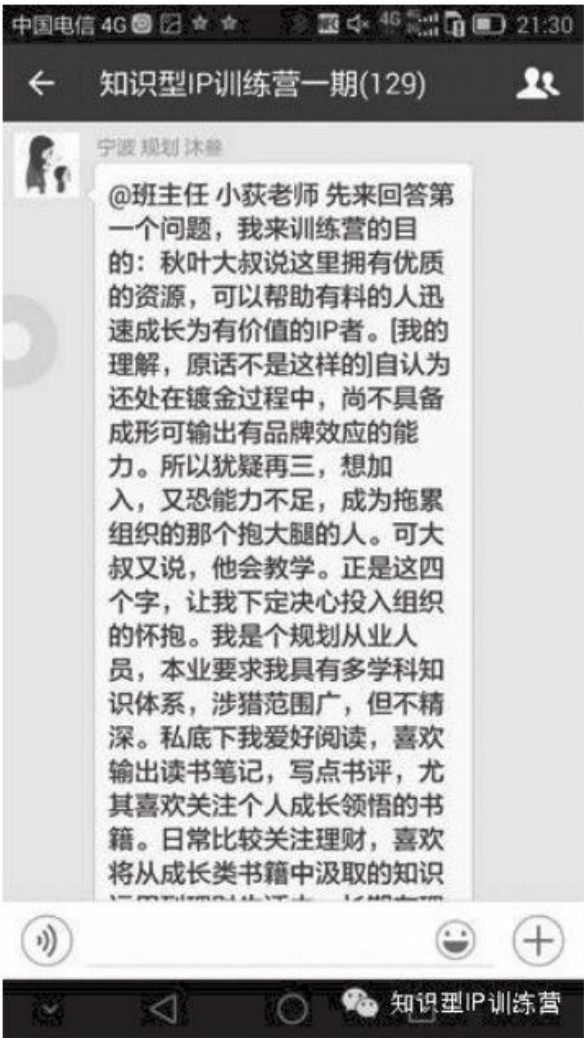 中国电信 4G 21:30
知识型IP训练营一期(129)
宁波 规划 沐叁
@班主任 小荻老师 先来回答第
一个问题，我来训练营的目
的：秋叶大叔说这里拥有优质
的资源，可以帮助有料的人迅
速成长为有价值的IP者。[我的
理解，原话不是这样的]自认为
还处在镀金过程中，尚不具备
成形可输出有品牌效应的能
力。所以犹疑再三，想加
入，又恐能力不足，成为拖累
组织的那个抱大腿的人。可大
叔又说，他会教学。正是这四
个字，让我下定决心投入组织
的怀抱。我是个规划从业人
员，本业要求我具有多学科知
识体系，涉猎范围广，但不精
深。私底下我爱好阅读，喜欢
输出读书笔记，写点书评，尤
其喜欢关注个人成长领悟的书
籍。日常比较关注理财，喜欢
将从成长类书籍中汲取的知识
知识型IP训练营